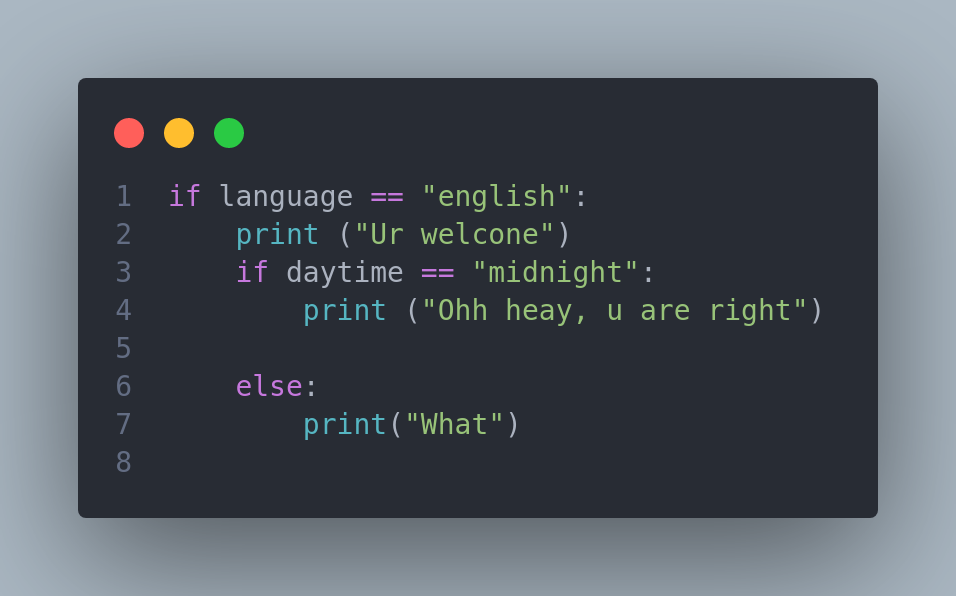 1 if language == "english":
2     print ("Ur welcone")
3     if daytime == "midnight":
4         print ("Ohh heay, u are right")
5
6     else:
7         print("What")
8